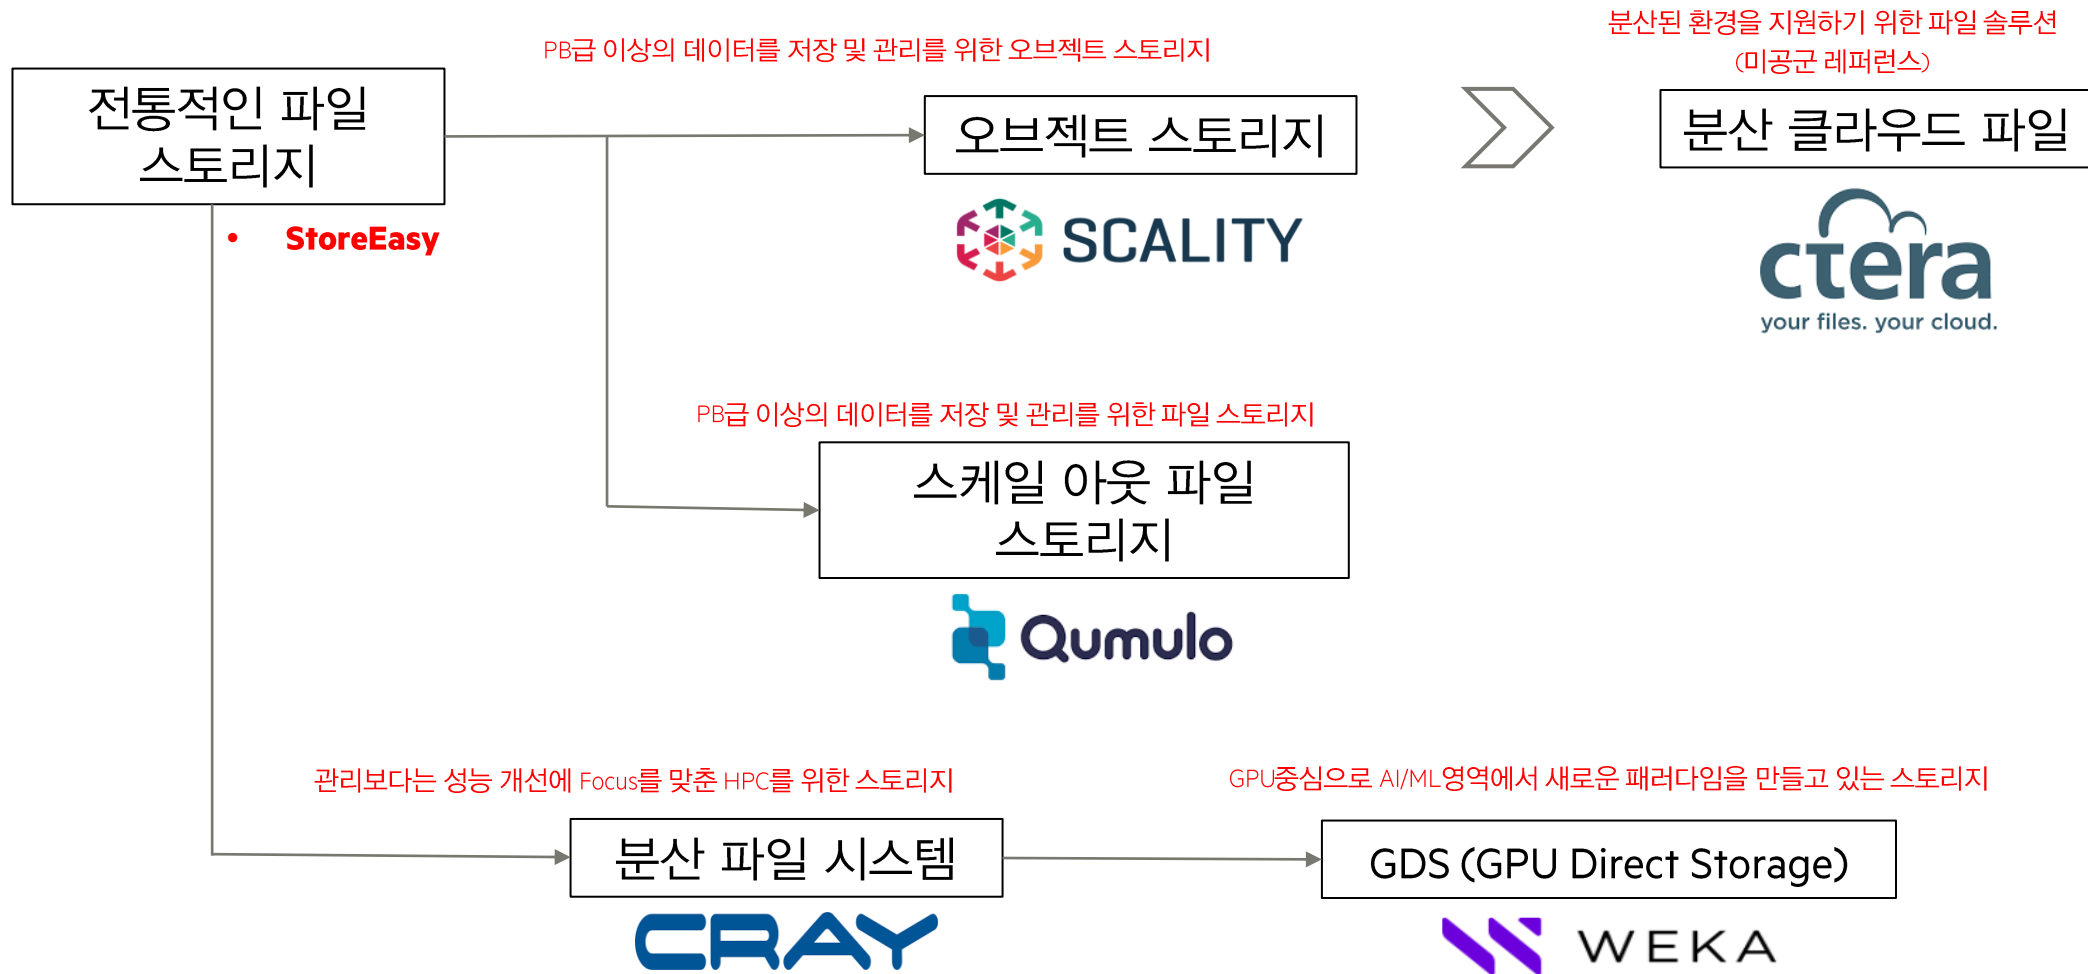 PB급 이상의 데이터를 저장 및 관리를 위한 오브젝트 스토리지
분산된 환경을 지원하기 위한 파일 솔루션
(미공군 레퍼런스)
전통적인 파일
스토리지
오브젝트 스토리지
분산 클라우드 파일
• StoreEasy
SCALITY
ctera
your files. your cloud.
PB급 이상의 데이터를 저장 및 관리를 위한 파일 스토리지
스케일 아웃 파일
스토리지
Qumulo
관리보다는 성능 개선에 Focus를 맞춘 HPC를 위한 스토리지
GPU중심으로 AI/ML영역에서 새로운 패러다임을 만들고 있는 스토리지
분산 파일 시스템
GDS (GPU Direct Storage)
CRAY
WEKA